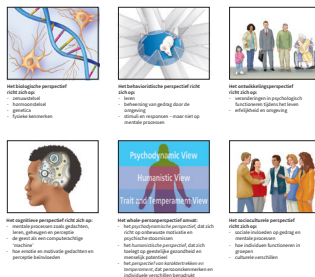 Het biologische perspectief
richt zich op:
- zenuwstelsel
- hormoonstelsel
- genetica
- fysieke kenmerken
Het behavioristische perspectief richt
zich op:
- leren
- beheersing van gedrag door de
omgeving
- stimuli en responsen – maar niet op
mentale processen
Het ontwikkelingsperspectief
richt zich op:
- veranderingen in psychologisch
functioneren tijdens het leven
- erfelijkheid en omgeving
Psychodynamic View
Humanistic View
Trait and Temperament View
Het cognitieve perspectief richt zich op:
- mentale processen zoals gedachten,
leren, geheugen en perceptie
- de geest als een computerachtige
'machine'
- hoe emotie en motivatie gedachten en
perceptie beïnvloeden
Het whole-personperspectief omvat:
- het psychodynamische perspectief, dat zich
richt op onbewuste motivatie en
psychische stoornissen
- het humanistische perspectief, dat zich
toelegt op geestelijke gezondheid en
menselijk potentieel
- het perspectief van karaktertrekken en
temperament, dat persoonskenmerken en
individuele verschillen benadrukt
Het socioculturele perspectief
richt zich op:
- sociale invloeden op gedrag en
mentale processen
- hoe individuen functioneren in
groepen
- culturele verschillen